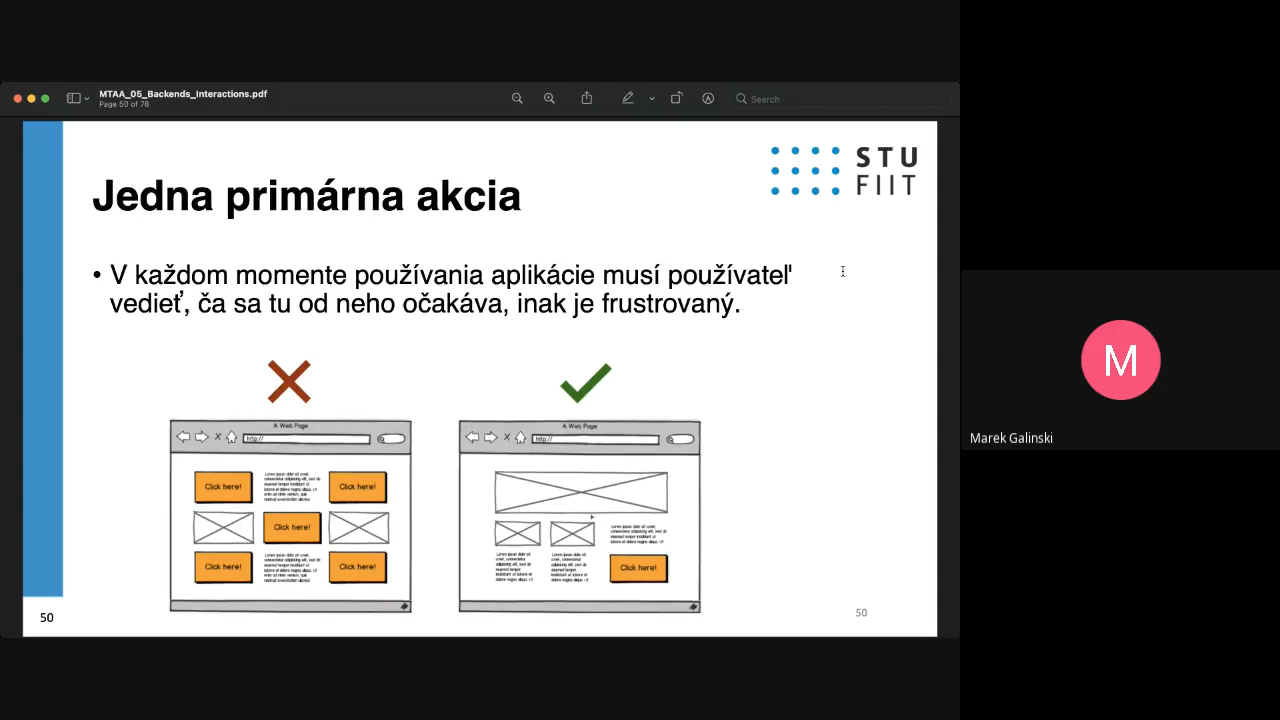 MTAA_05_Backends_Interactions.pdf
Page 50 of 78
Search
STU
FIIT
Jedna primárna akcia
• V každom momente používania aplikácie musí používateľ
vedieť, ča sa tu od neho očakáva, inak je frustrovaný.
A Web Page
http://
Click here!
Click here!
Click here!
Click here!
Click here!
A Web Page
http://
Click here!
50
50
M
Marek Galinski